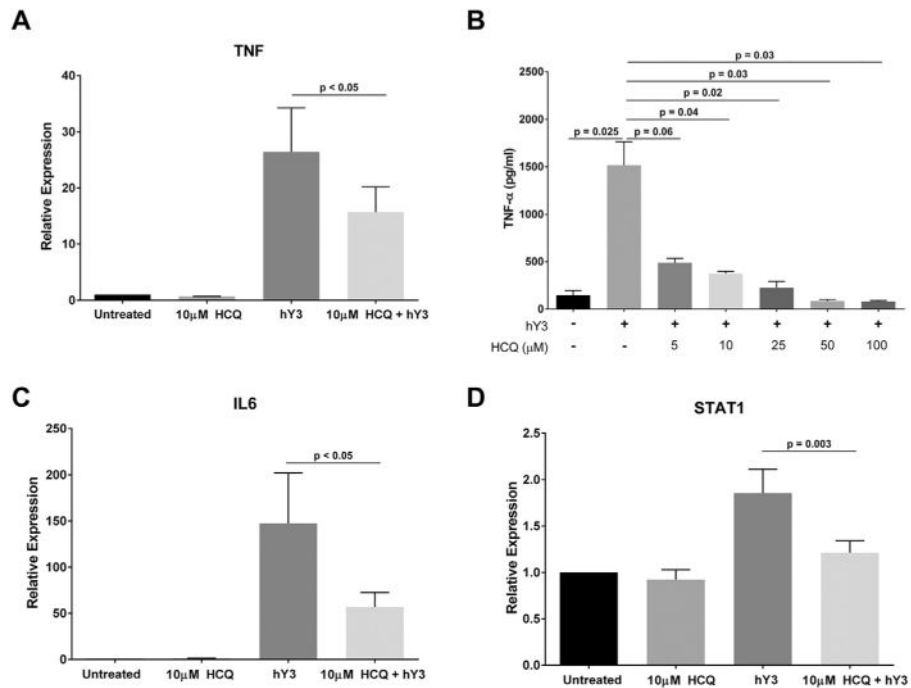 A
TNF
Relative Expression
40
30
20
10
0
p < 0.05
Untreated
10μM HCQ
hY3
10μM HCQ + hY3
B
TNF-α (pg/ml)
2500
2000
1500
1000
500
0
p = 0.03
p = 0.03
p = 0.02
p = 0.04
p = 0.025
p = 0.06
hY3 - + + + + + +
HCQ (μM) - - 5 10 25 50 100
C
IL6
Relative Expression
250
200
150
100
50
0
p < 0.05
Untreated
10μM HCQ
hY3
10μM HCQ + hY3
D
STAT1
Relative Expression
2.5
2.0
1.5
1.0
0.5
0.0
p = 0.003
Untreated
10μM HCQ
hY3
10μM HCQ + hY3